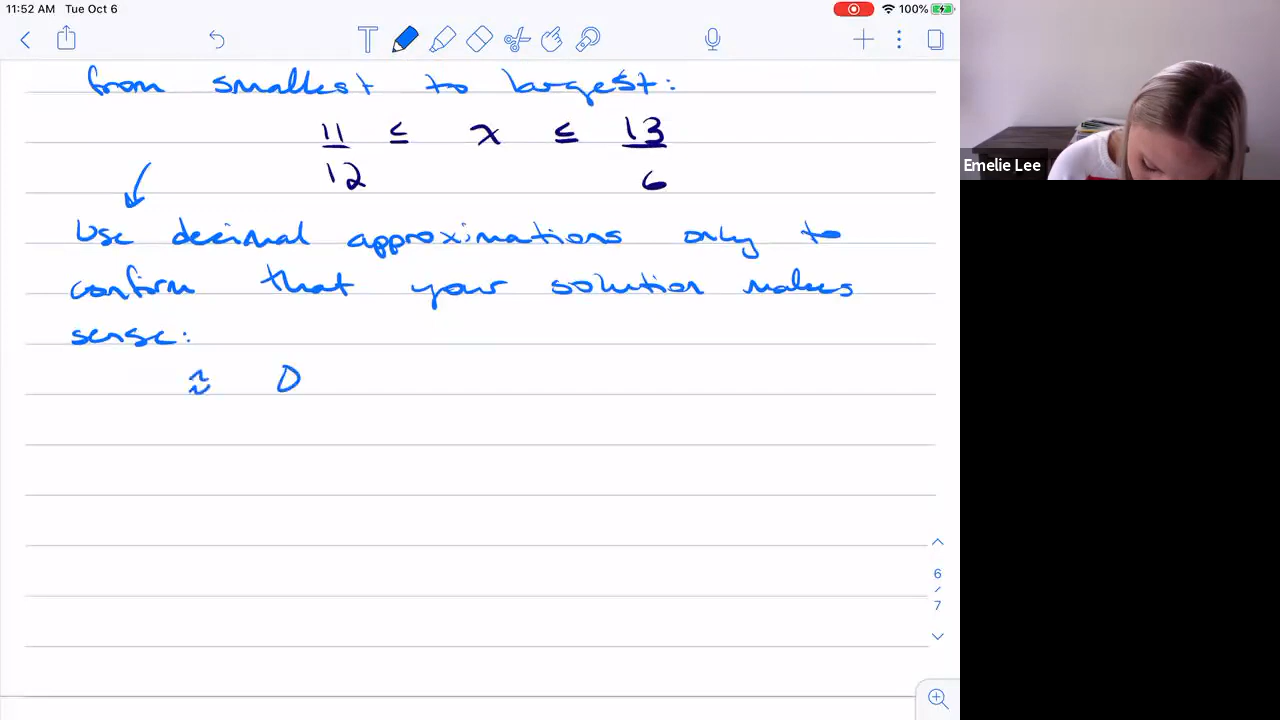 11:52 AM Tue Oct 6
100%
from smallest to largest:
11/12 ≤ x ≤ 13/6
Use decimal approximations only to
confirm that your solution makes
sense:
≈ 0
Emelie Lee
6
/
7